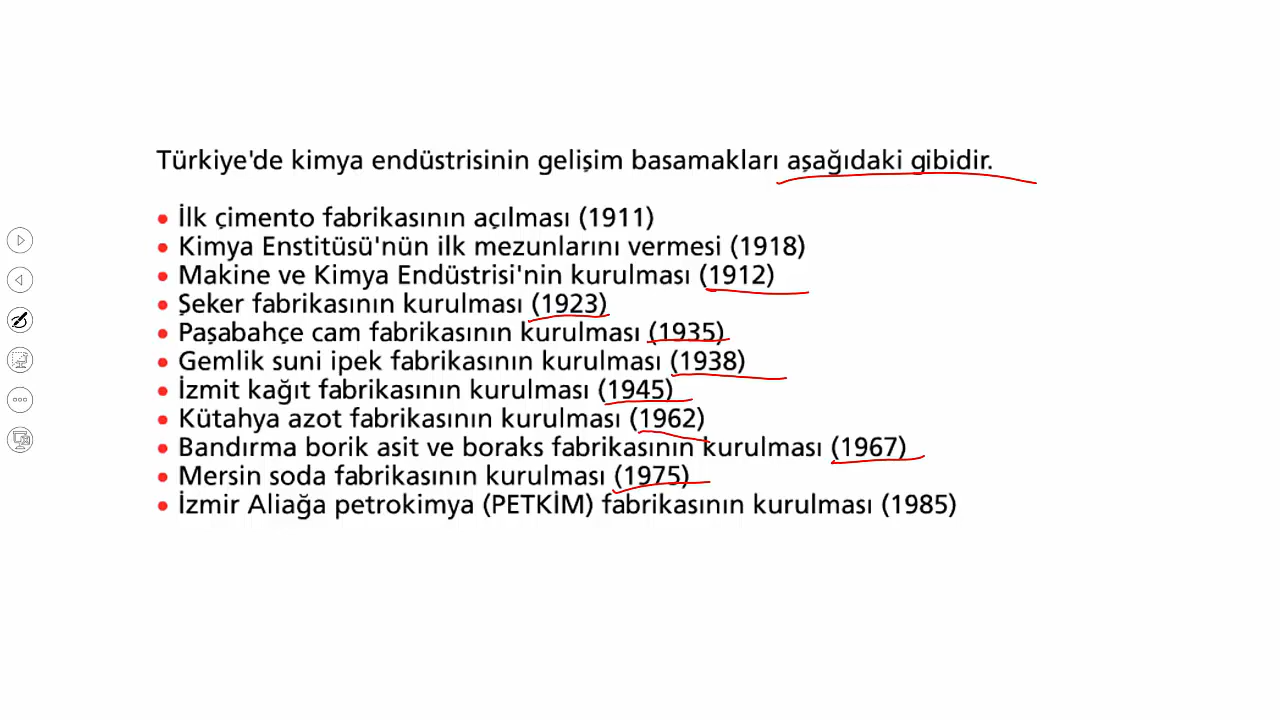 Türkiye'de kimya endüstrisinin gelişim basamakları aşağıdaki gibidir.
• İlk çimento fabrikasının açılması (1911)
• Kimya Enstitüsü'nün ilk mezunlarını vermesi (1918)
• Makine ve Kimya Endüstrisi'nin kurulması (1912)
• Şeker fabrikasının kurulması (1923)
• Paşabahçe cam fabrikasının kurulması (1935)
• Gemlik suni ipek fabrikasının kurulması (1938)
• İzmit kağıt fabrikasının kurulması (1945)
• Kütahya azot fabrikasının kurulması (1962)
• Bandırma borik asit ve boraks fabrikasının kurulması (1967)
• Mersin soda fabrikasının kurulması (1975)
• İzmir Aliağa petrokimya (PETKİM) fabrikasının kurulması (1985)